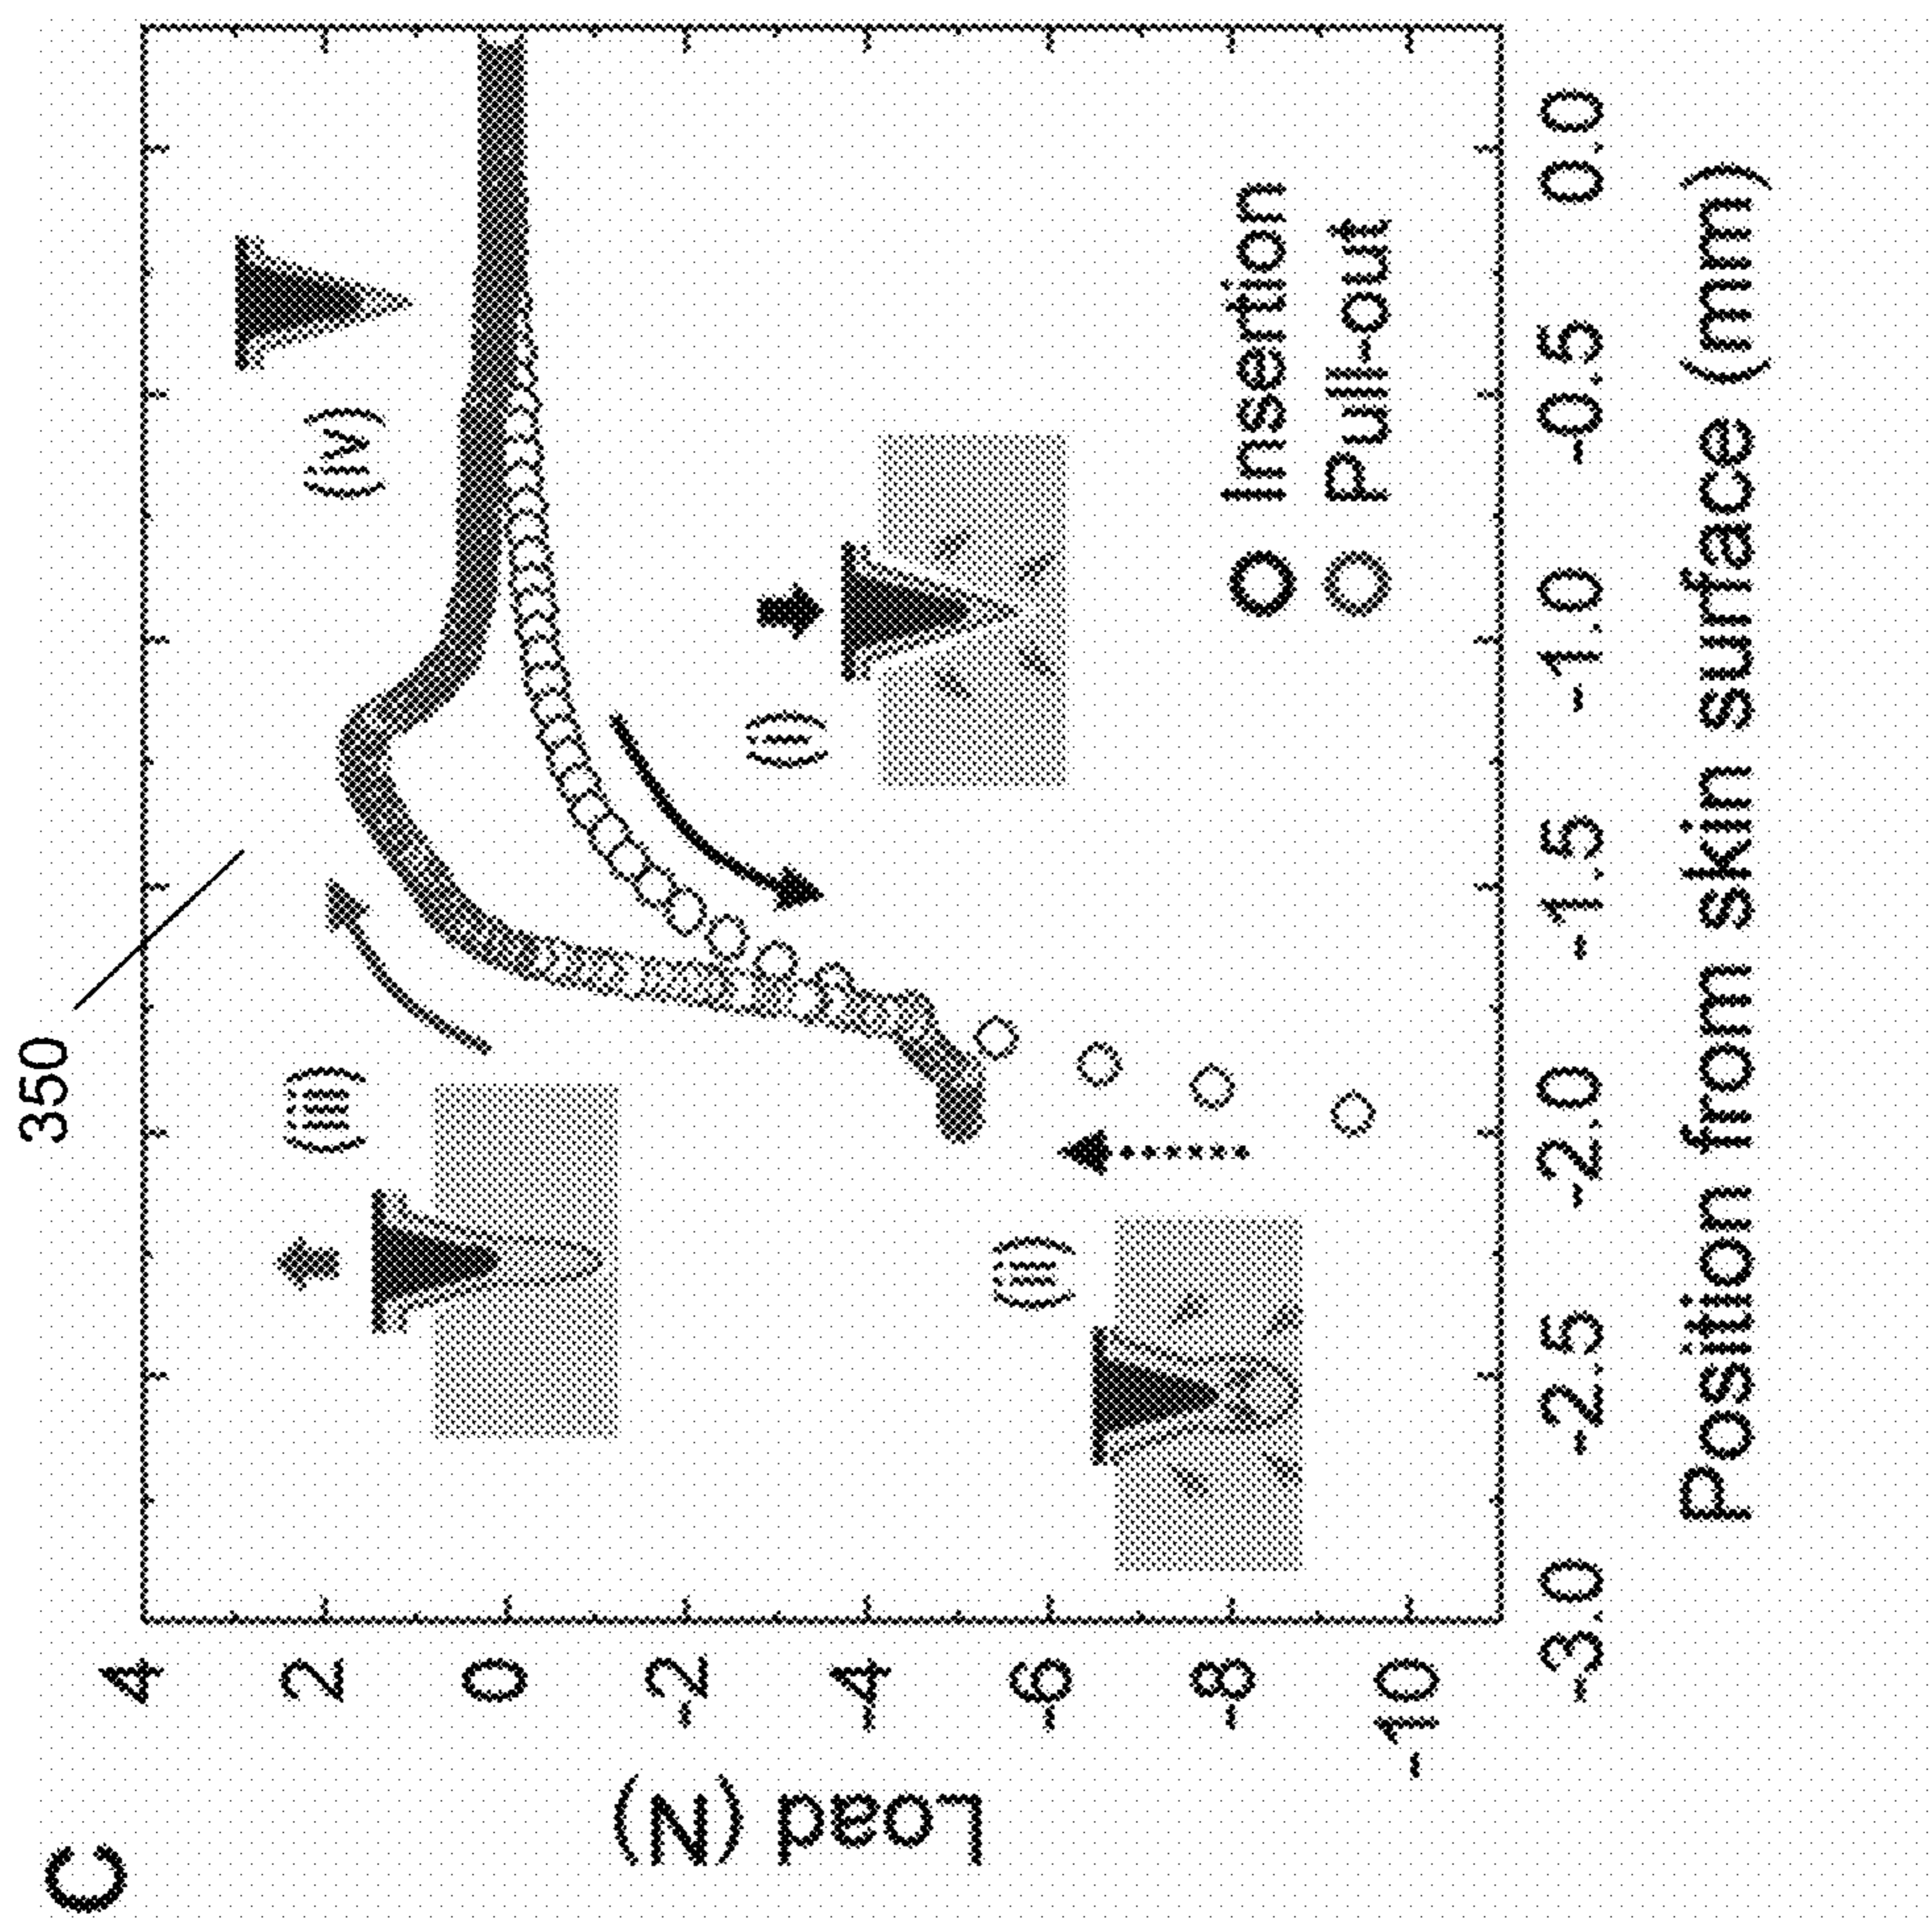 C
350
4
2
0
-2
-4
-6
-8
-10
Load (N)
(iii)
(iv)
(ii)
(i)
Insertion
Pull-out
-3.0 -2.5 -2.0 -1.5 -1.0 -0.5 0.0
Position from skin surface (mm)